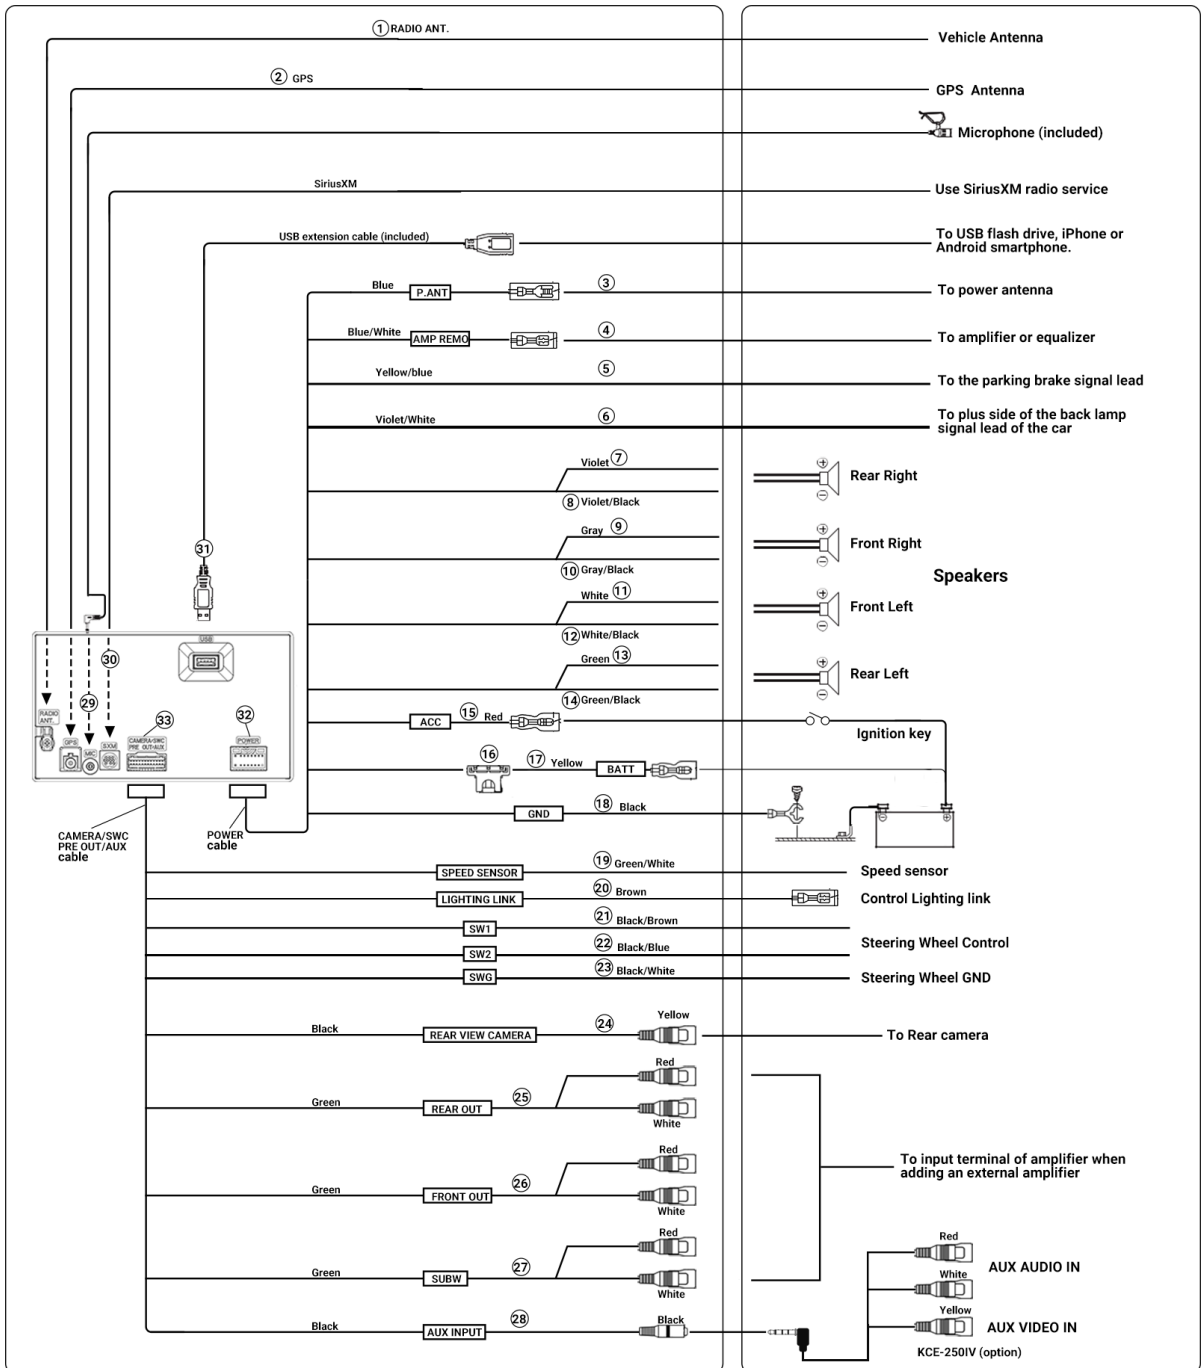 ① RADIO ANT.
Vehicle Antenna
② GPS
GPS Antenna
Microphone (included)
SiriusXM
Use SiriusXM radio service
USB extension cable (included)
To USB flash drive, iPhone or
Android smartphone.
Blue
P.ANT
③
To power antenna
Blue/White
AMP REMO
④
To amplifier or equalizer
Yellow/blue
⑤
To the parking brake signal lead
Violet/White
⑥
To plus side of the back lamp
signal lead of the car
Violet ⑦
⑧ Violet/Black
Rear Right
Gray ⑨
⑩ Gray/Black
Front Right
Speakers
White ⑪
⑫ White/Black
Front Left
Green ⑬
⑭ Green/Black
Rear Left
㉛
USB
㉚
㉙
RADIO
ANT.
GPS
MIC
SXM
㉝
CAMERA/SWC
PRE OUT/AUX
㉜
POWER
ACC
⑮ Red
Ignition key
⑯
⑰ Yellow
BATT
GND
⑱ Black
CAMERA/SWC
PRE OUT/AUX
cable
POWER
cable
SPEED SENSOR
⑲ Green/White
Speed sensor
LIGHTING LINK
⑳ Brown
Control Lighting link
SW1
㉑ Black/Brown
SW2
㉒ Black/Blue
Steering Wheel Control
SWG
㉓ Black/White
Steering Wheel GND
Black
REAR VIEW CAMERA
㉔
Yellow
To Rear camera
Green
REAR OUT
㉕
Red
White
Green
FRONT OUT
㉖
Red
White
To input terminal of amplifier when
adding an external amplifier
Green
SUBW
㉗
Red
White
Black
AUX INPUT
㉘
Black
Red
White
AUX AUDIO IN
Yellow
AUX VIDEO IN
KCE-250IV (option)